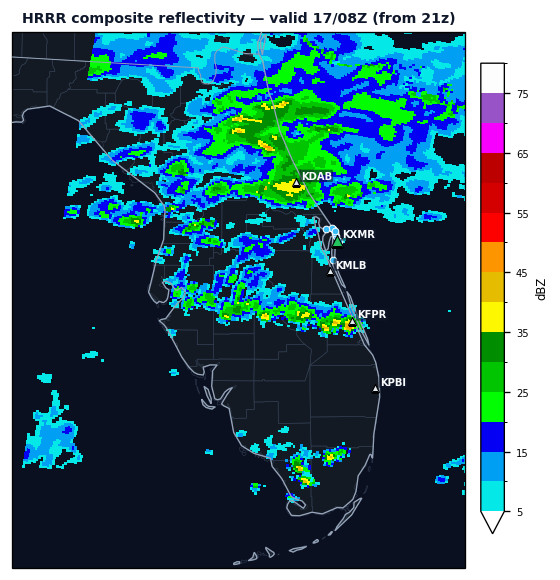 HRRR composite reflectivity — valid 17/08Z (from 21z)
KDAB
KXMR
KMLB
KFPR
KPBI
75
65
55
45
35
25
15
5
dBZ